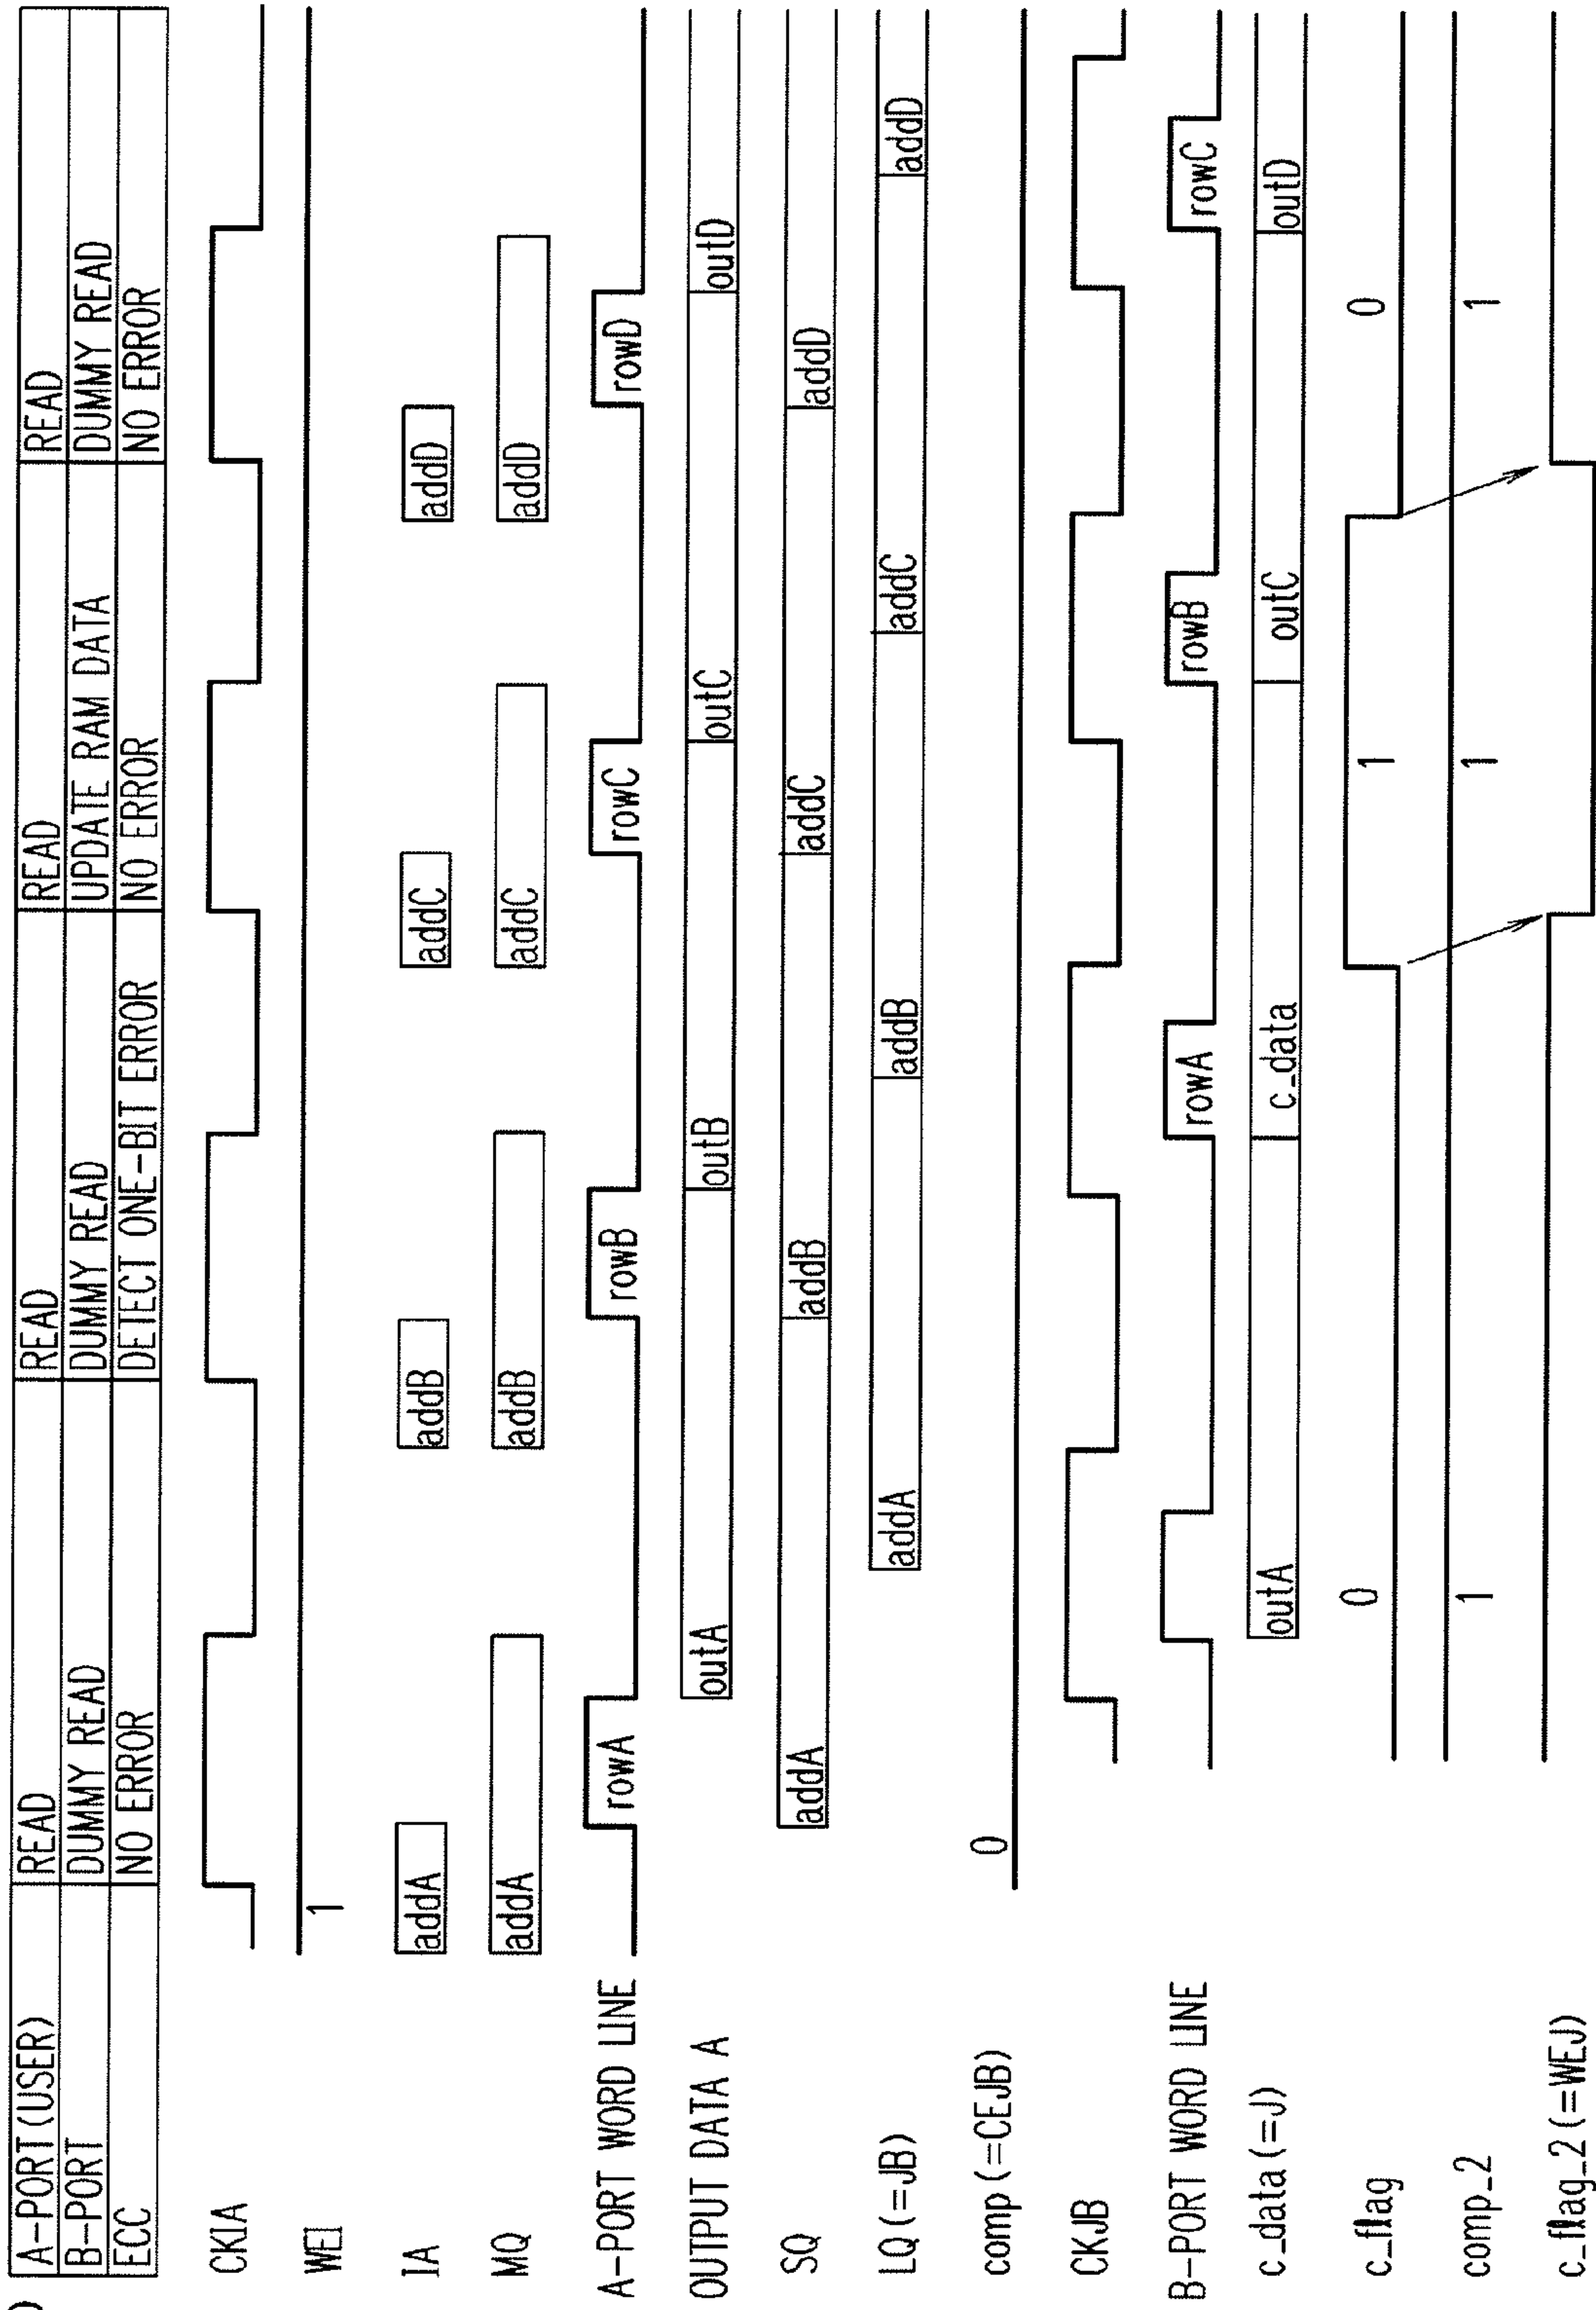 A-PORT(USER) READ READ READ READ
B-PORT DUMMY READ DUMMY READ UPDATE RAM DATA DUMMY READ
ECC NO ERROR DETECT ONE-BIT ERROR NO ERROR NO ERROR
CKIA
WEI 1
IA addA addB addC addD
MQ addA addB addC addD
A-PORT WORD LINE rowA rowB rowC rowD
OUTPUT DATA A outA outB outC outD
SQ addA addB addC addD
LQ(=JB) addA addB addC addD
comp(=CEJB) 0
CKJB
B-PORT WORD LINE rowA rowB rowC
c_data(=J) outA c_data outC outD
c_flag 0 1 0
comp_2 1 1 1
c_flag_2(=WEJ)